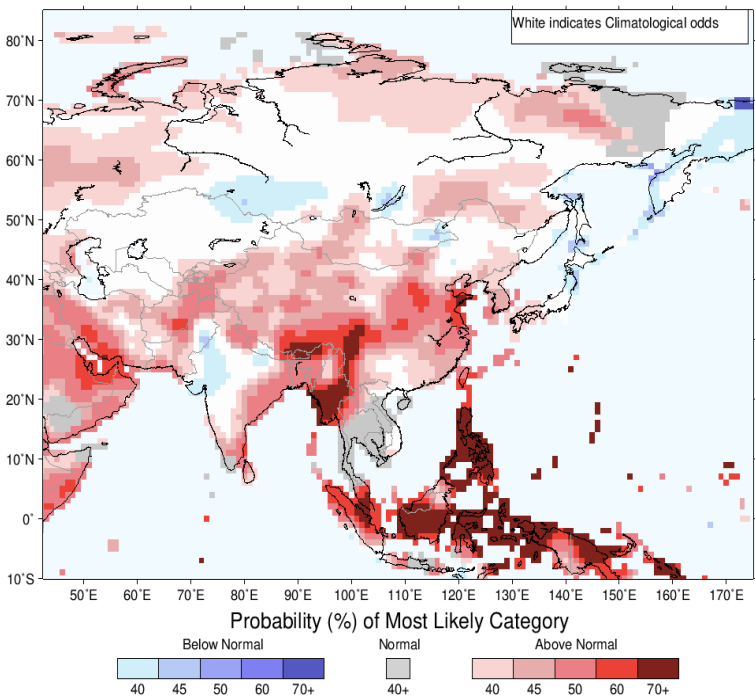 White indicates Climatological odds
80°N
70°N
60°N
50°N
40°N
30°N
20°N
10°N
0°
10°S
50°E 60°E 70°E 80°E 90°E 100°E 110°E 120°E 130°E 140°E 150°E 160°E 170°E
Probability (%) of Most Likely Category
Below Normal Normal Above Normal
40 45 50 60 70+ 40+ 40 45 50 60 70+